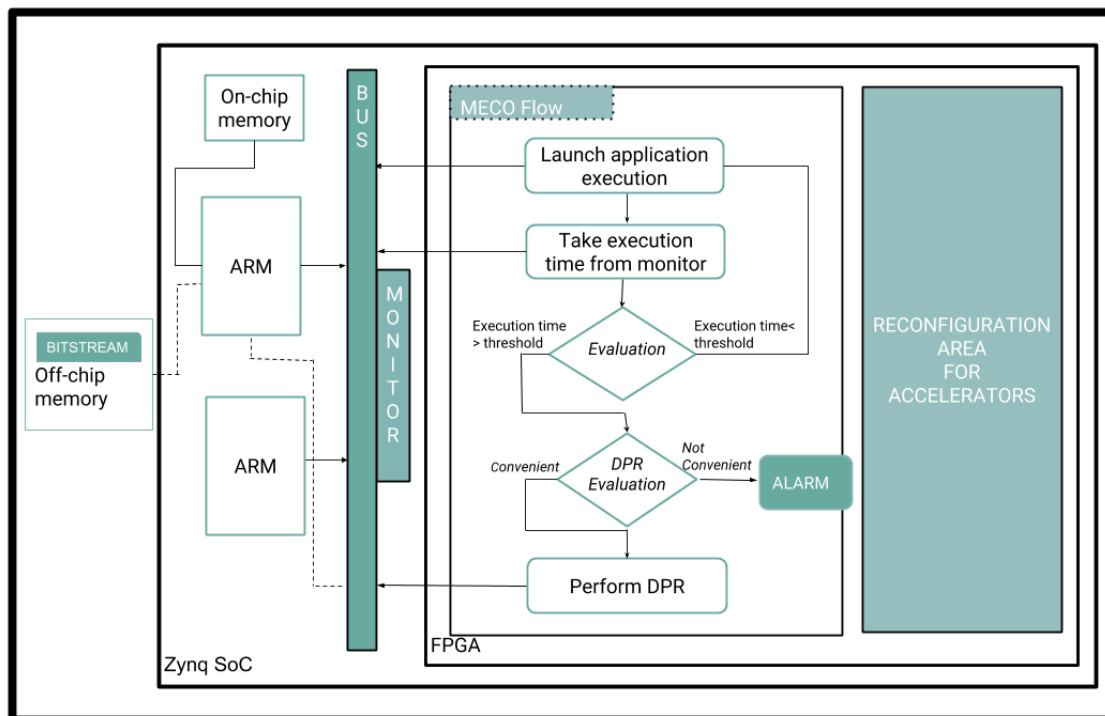 On-chip
memory
ARM
BITSTREAM
Off-chip
memory
ARM
Zynq SoC
BUS
MONITOR
FPGA
MECO Flow
Launch application
execution
Take execution
time from monitor
Execution time
> threshold
Evaluation
Execution time<
threshold
Convenient
DPR
Evaluation
Not
Convenient
ALARM
Perform DPR
RECONFIGURATION
AREA
FOR
ACCELERATORS